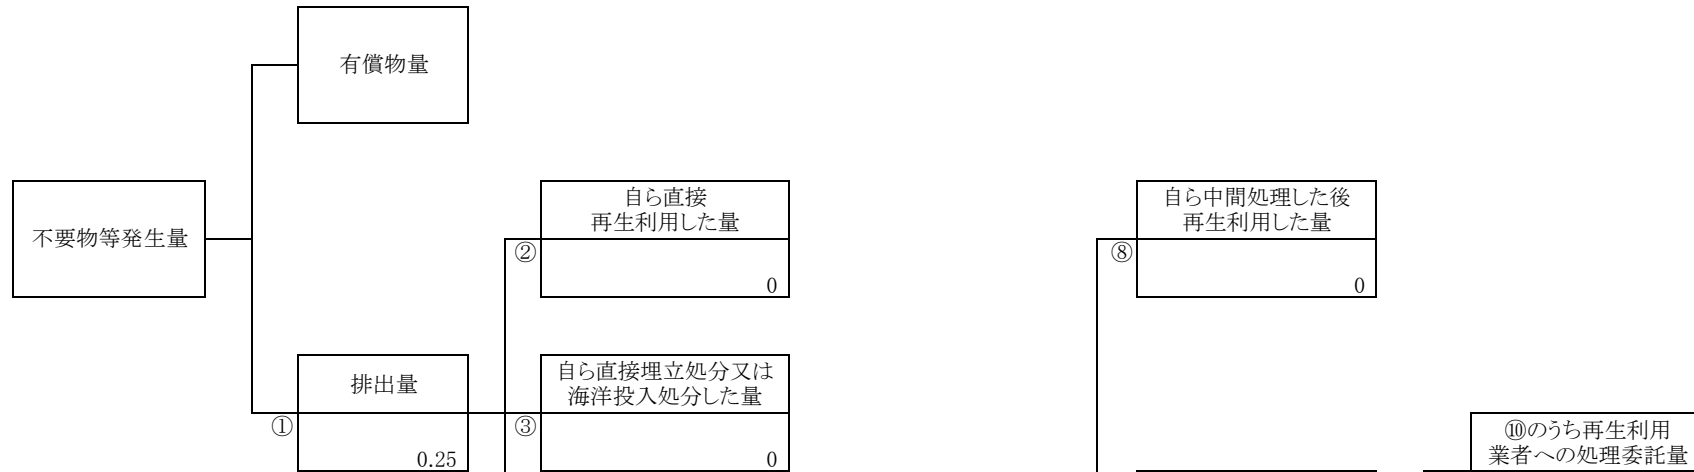 有償物量
不要物等発生量
自ら直接
再生利用した量
②
0
自ら中間処理した後
再生利用した量
⑧
0
排出量
①
0.25
自ら直接埋立処分又は
海洋投入処分した量
③
0
⑩のうち再生利用
業者への処理委託量